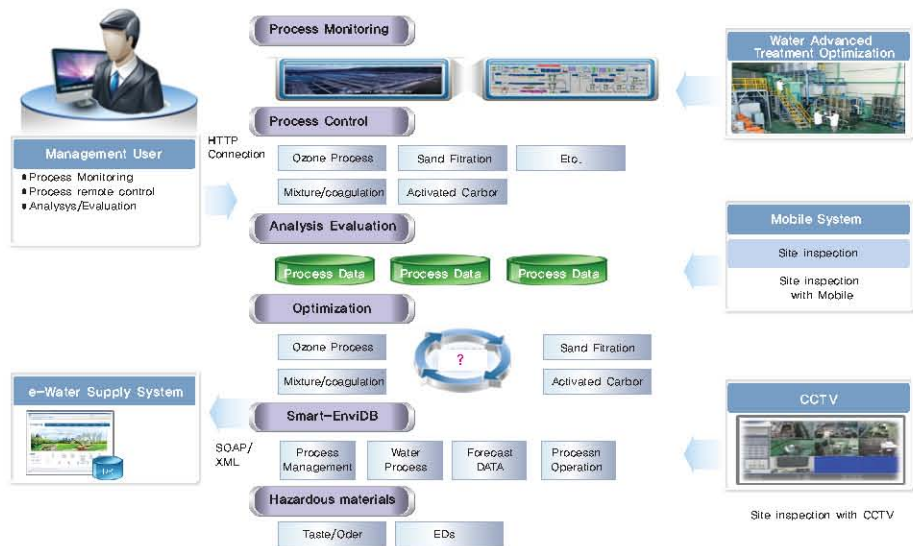 Process Monitoring
Management User
Process Monitoring
Process remote control
Analysys/Evaluation
HTTP
Connection
Process Control
Ozone Process
Sand Fitration
Etc.
Mixture/coagulation
Activated Carbor
Analysis Evaluation
Process Data
Process Data
Process Data
Optimization
Ozone Process
?
Sand Fitration
Mixture/coagulation
Activated Carbor
e-Water Supply System
SOAP/
XML
Smart-EnviDB
Process
Management
Water
Process
Forecast
DATA
Processn
Operation
Hazardous materials
Taste/Oder
EDs
Water Advanced
Treatment Optimization
Mobile System
Site inspection
Site inspection
with Mobile
CCTV
Site inspection with CCTV